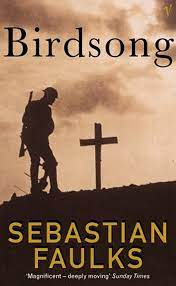 Birdsong
SEBASTIAN
FAULKS
'Magnificent – deeply moving' Sunday Times